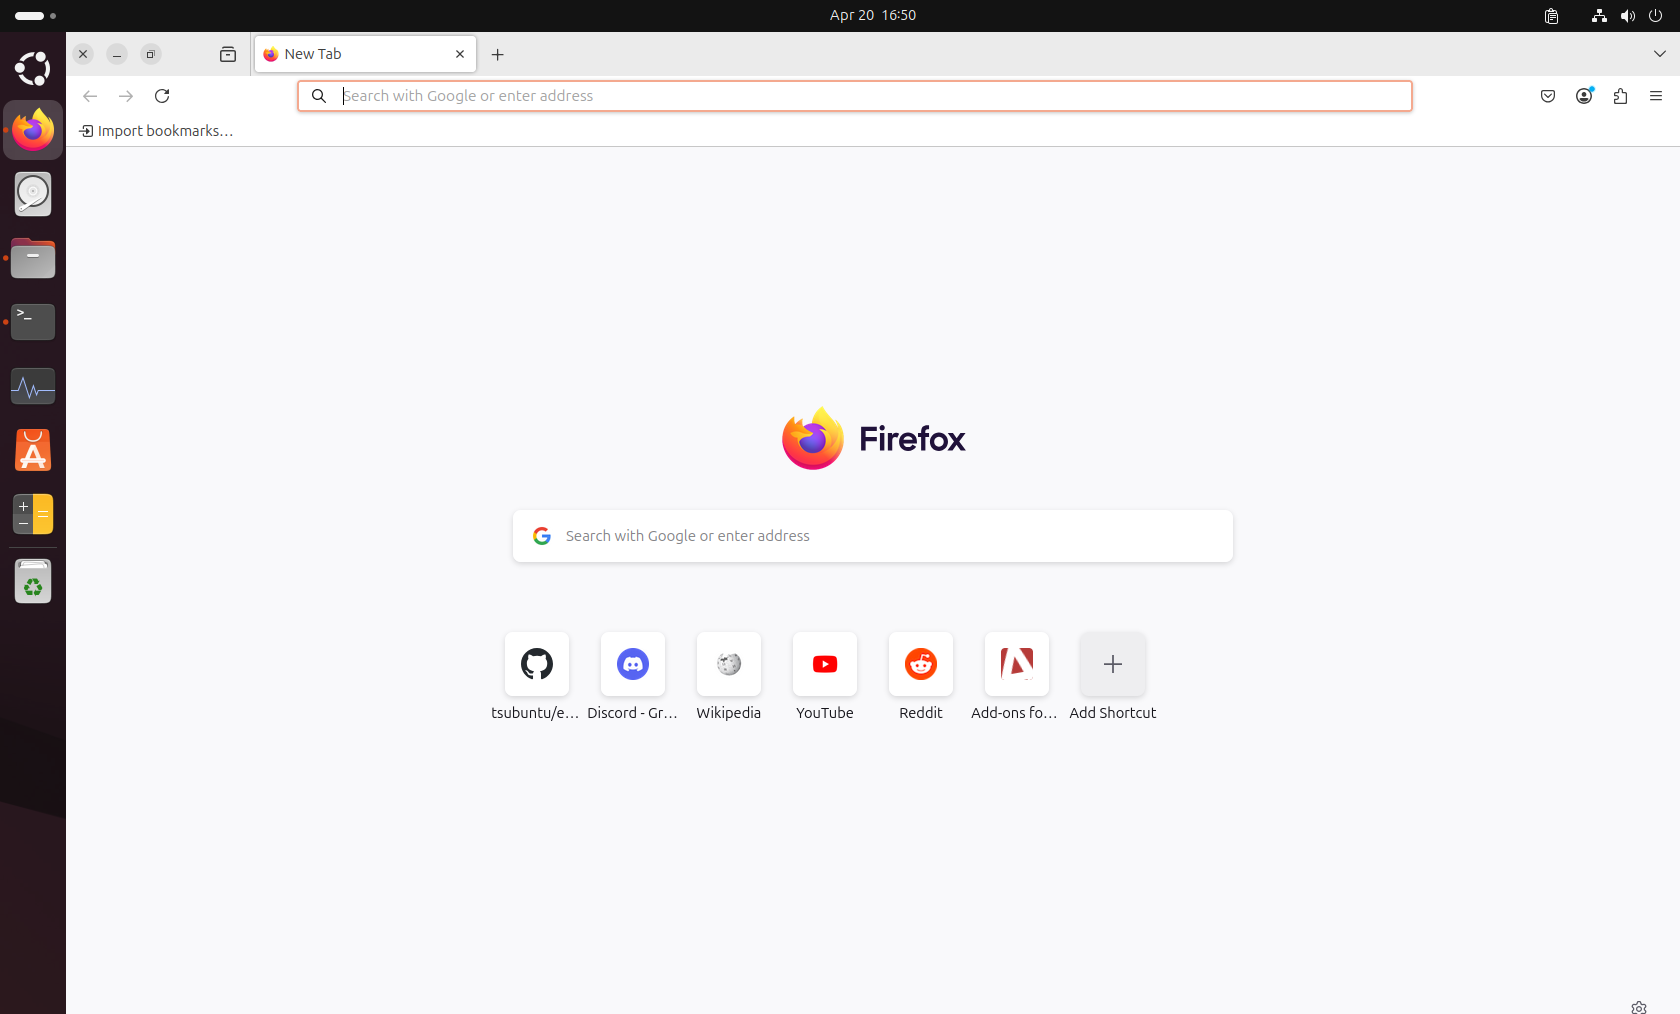 Apr 20 16:50
New Tab
Search with Google or enter address
Import bookmarks...
Firefox
Search with Google or enter address
tsubuntu/e...
Discord - Gr...
Wikipedia
YouTube
Reddit
Add-ons fo...
Add Shortcut